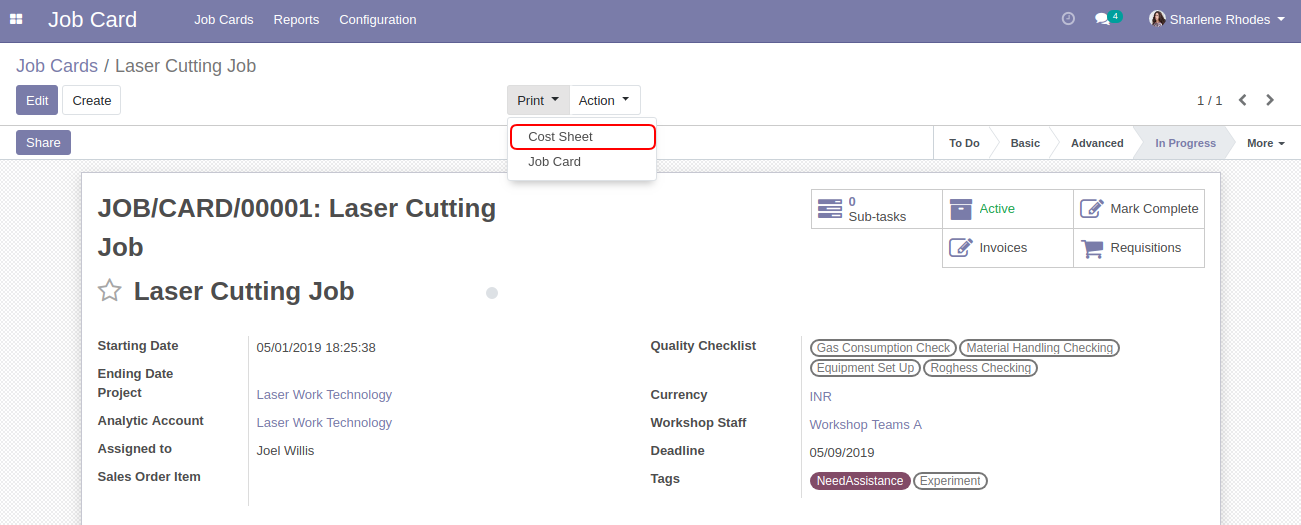 Job Card Job Cards Reports Configuration 4 Sharlene Rhodes
Job Cards / Laser Cutting Job
Edit Create Print Action 1 / 1
Share Cost Sheet To Do Basic Advanced In Progress More
Job Card
JOB/CARD/00001: Laser Cutting
Job
Laser Cutting Job
0
Sub-tasks Active Mark Complete
Invoices Requisitions
Starting Date 05/01/2019 18:25:38
Ending Date
Project Laser Work Technology
Analytic Account Laser Work Technology
Assigned to Joel Willis
Sales Order Item
Quality Checklist Gas Consumption Check Material Handling Checking
Equipment Set Up Roghess Checking
Currency INR
Workshop Staff Workshop Teams A
Deadline 05/09/2019
Tags NeedAssistance Experiment